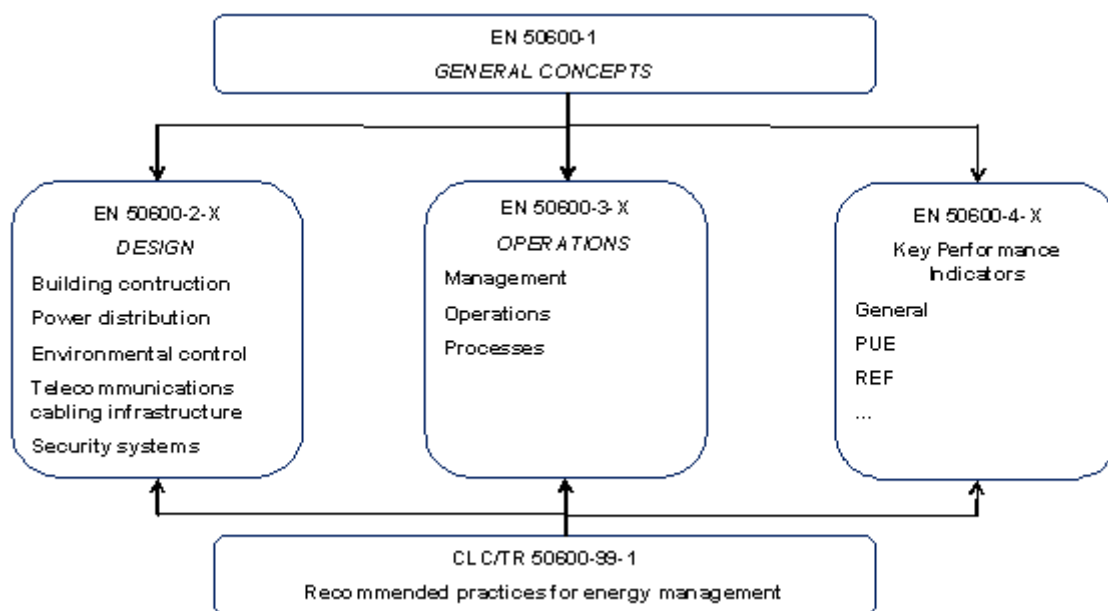 EN 50600-1
GENERAL CONCEPTS
EN 50600-2-X
DESIGN
Building contruction
Power distribution
Environmental control
Telecommunications
cabling infrastructure
Security systems
EN 50600-3-X
OPERATIONS
Management
Operations
Processes
EN 50600-4-X
Key Performance
Indicators
General
PUE
REF
...
CLC/TR 50600-99-1
Recommended practices for energy management